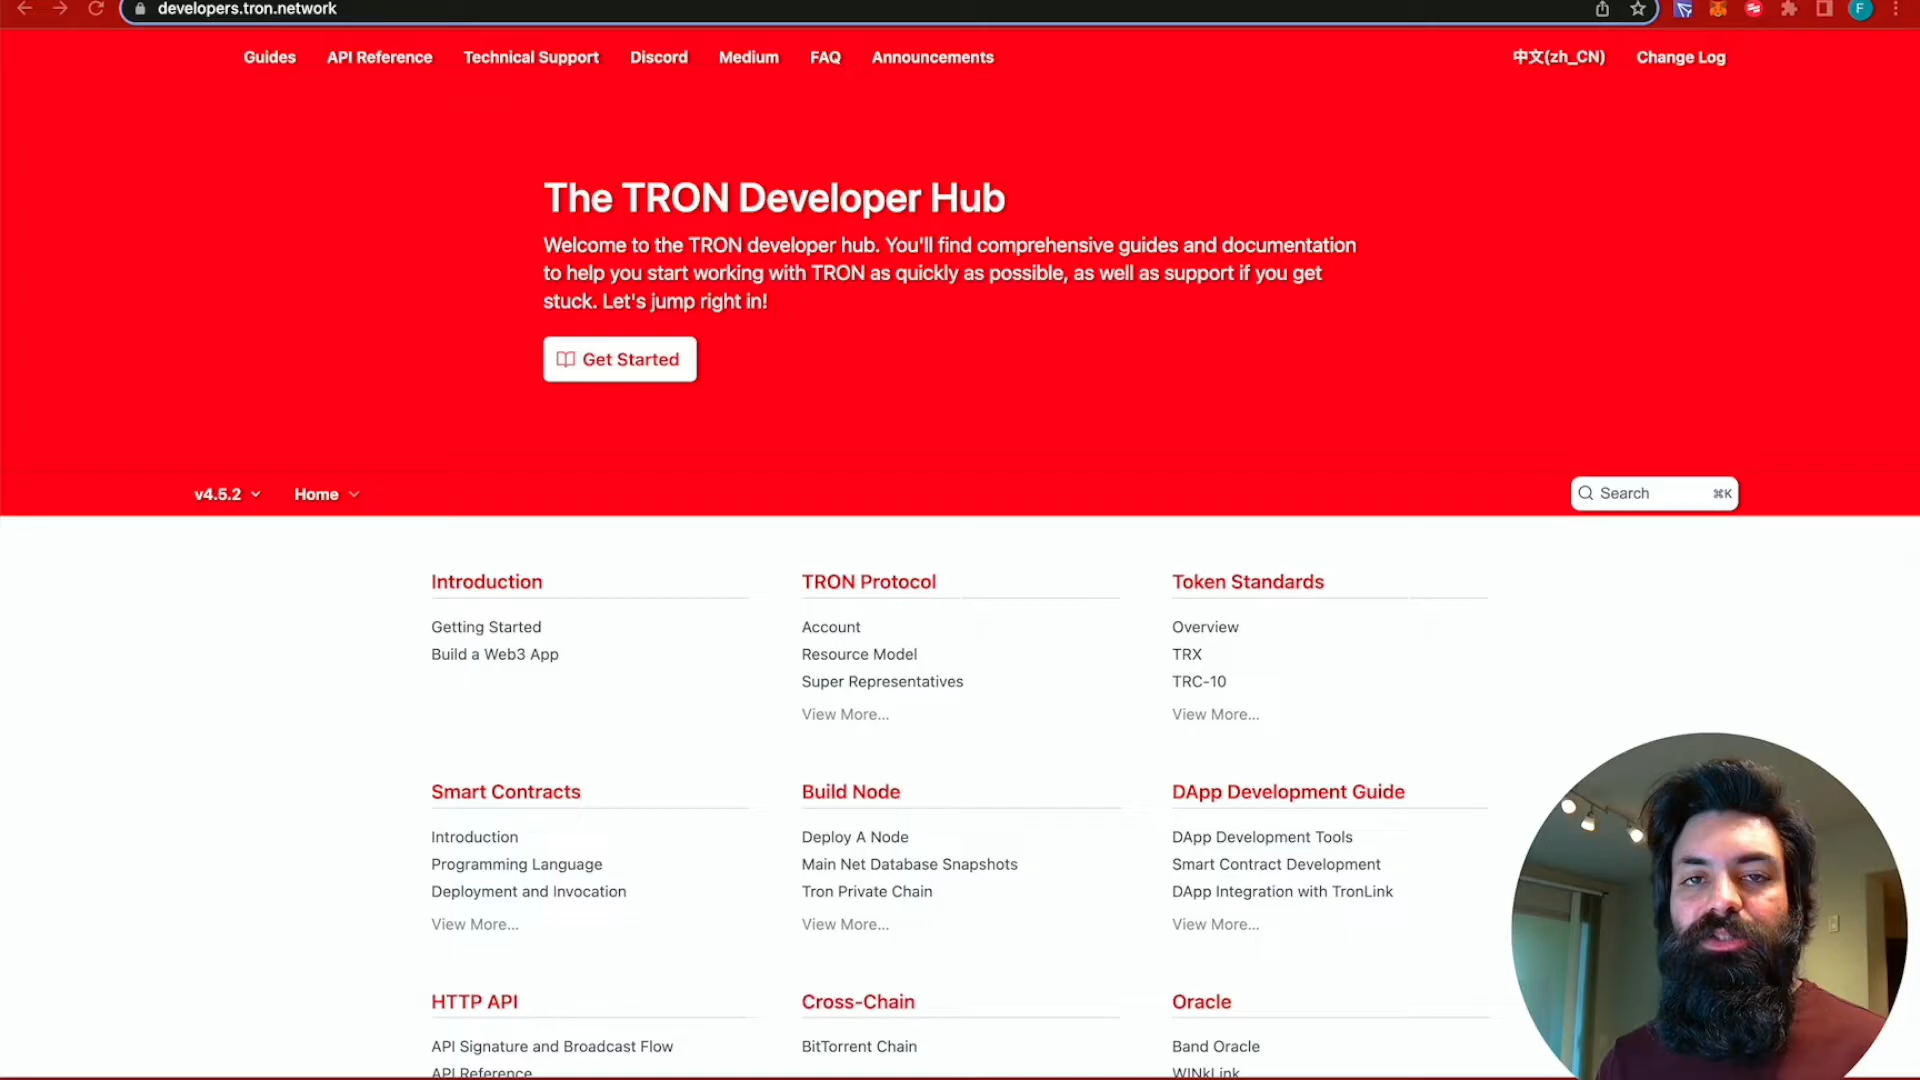 developers.tron.network
F
Guides API Reference Technical Support Discord Medium FAQ Announcements 中文(zh_CN) Change Log
The TRON Developer Hub
Welcome to the TRON developer hub. You'll find comprehensive guides and documentation
to help you start working with TRON as quickly as possible, as well as support if you get
stuck. Let's jump right in!
Get Started
v4.5.2 Home Search ⌘K
Introduction
Getting Started
Build a Web3 App
TRON Protocol
Account
Resource Model
Super Representatives
View More...
Token Standards
Overview
TRX
TRC-10
View More...
Smart Contracts
Introduction
Programming Language
Deployment and Invocation
View More...
Build Node
Deploy A Node
Main Net Database Snapshots
Tron Private Chain
View More...
DApp Development Guide
DApp Development Tools
Smart Contract Development
DApp Integration with TronLink
View More...
HTTP API
API Signature and Broadcast Flow
API Reference
Cross-Chain
BitTorrent Chain
Oracle
Band Oracle
WINkLink